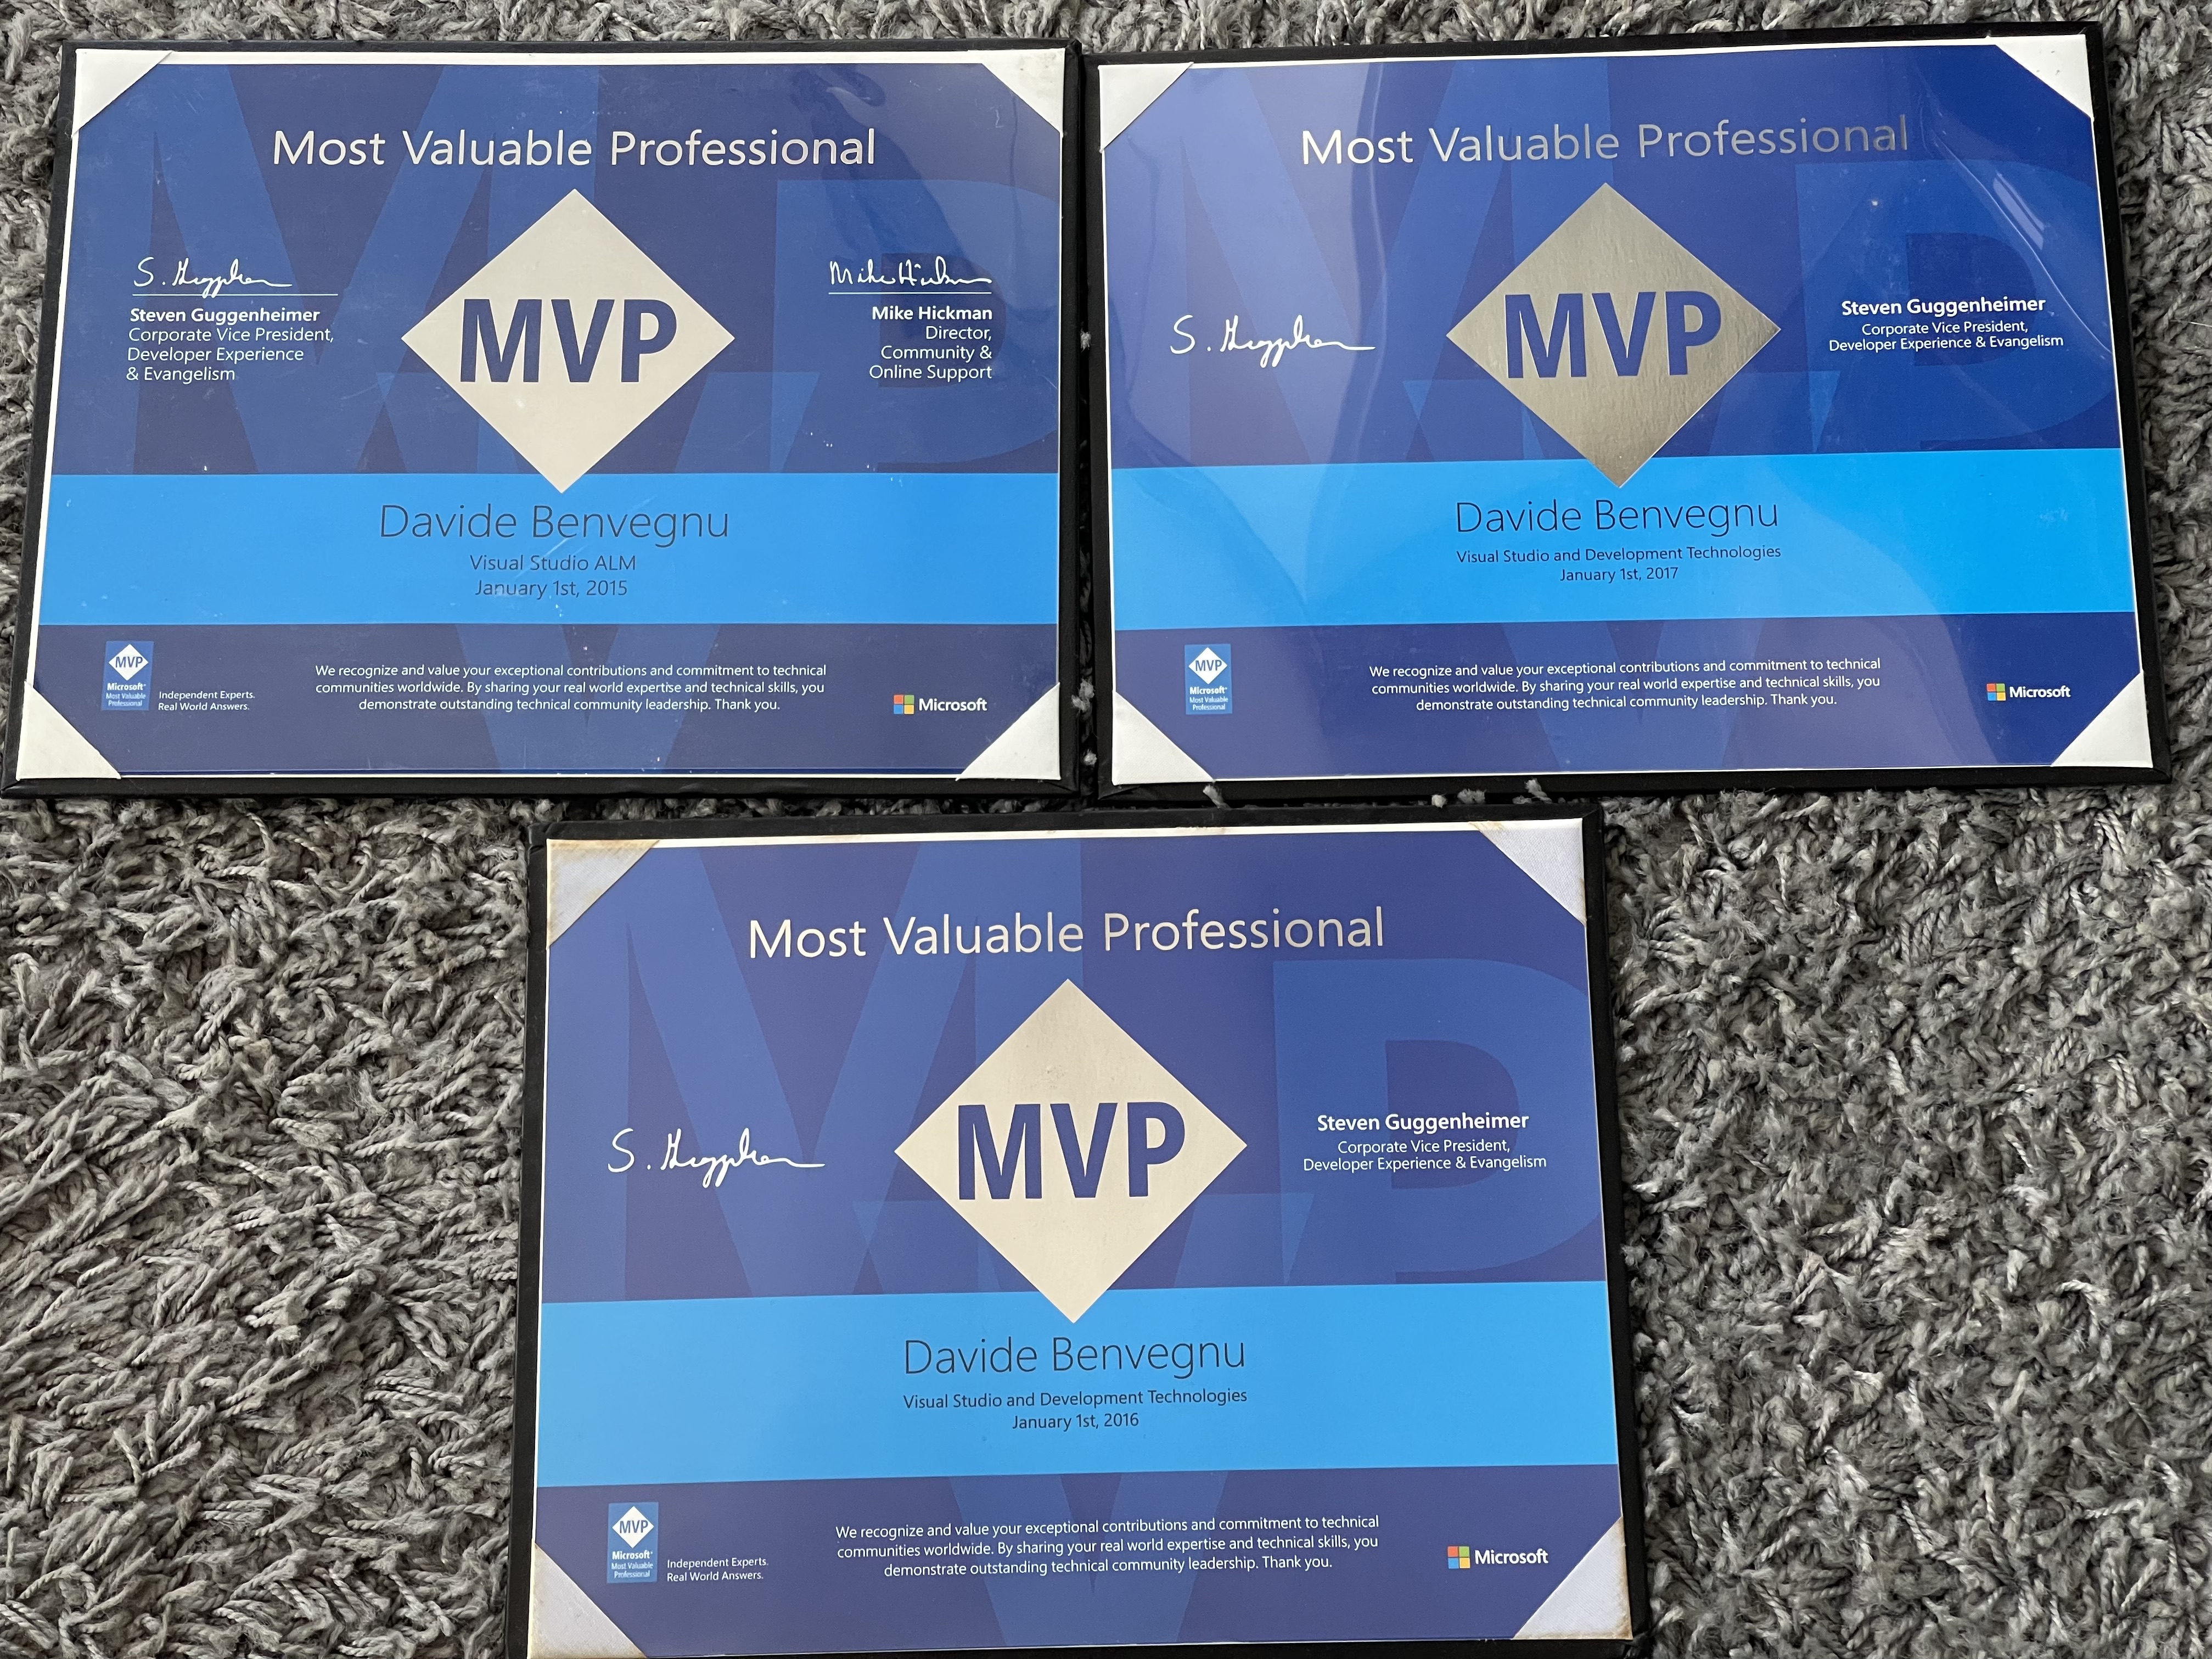 Most Valuable Professional
S. Guggenheimer
Steven Guggenheimer
Corporate Vice President,
Developer Experience
& Evangelism
MVP
Mike Hickman
Mike Hickman
Director,
Community &
Online Support
Davide Benvegnu
Visual Studio ALM
January 1st, 2015
MVP
Microsoft®
Most Valuable
Professional
Independent Experts.
Real World Answers.
We recognize and value your exceptional contributions and commitment to technical
communities worldwide. By sharing your real world expertise and technical skills, you
demonstrate outstanding technical community leadership. Thank you.
Microsoft
Most Valuable Professional
MVP
Steven Guggenheimer
Corporate Vice President,
Developer Experience & Evangelism
Davide Benvegnu
Visual Studio and Development Technologies
January 1st, 2017
MVP
Microsoft®
Most Valuable
Professional
We recognize and value your exceptional contributions and commitment to technical
communities worldwide. By sharing your real world expertise and technical skills, you
demonstrate outstanding technical community leadership. Thank you.
Microsoft
Most Valuable Professional
MVP
Steven Guggenheimer
Corporate Vice President,
Developer Experience & Evangelism
Davide Benvegnu
Visual Studio and Development Technologies
January 1st, 2016
MVP
Microsoft®
Most Valuable
Professional
Independent Experts.
Real World Answers.
We recognize and value your exceptional contributions and commitment to technical
communities worldwide. By sharing your real world expertise and technical skills, you
demonstrate outstanding technical community leadership. Thank you.
Microsoft